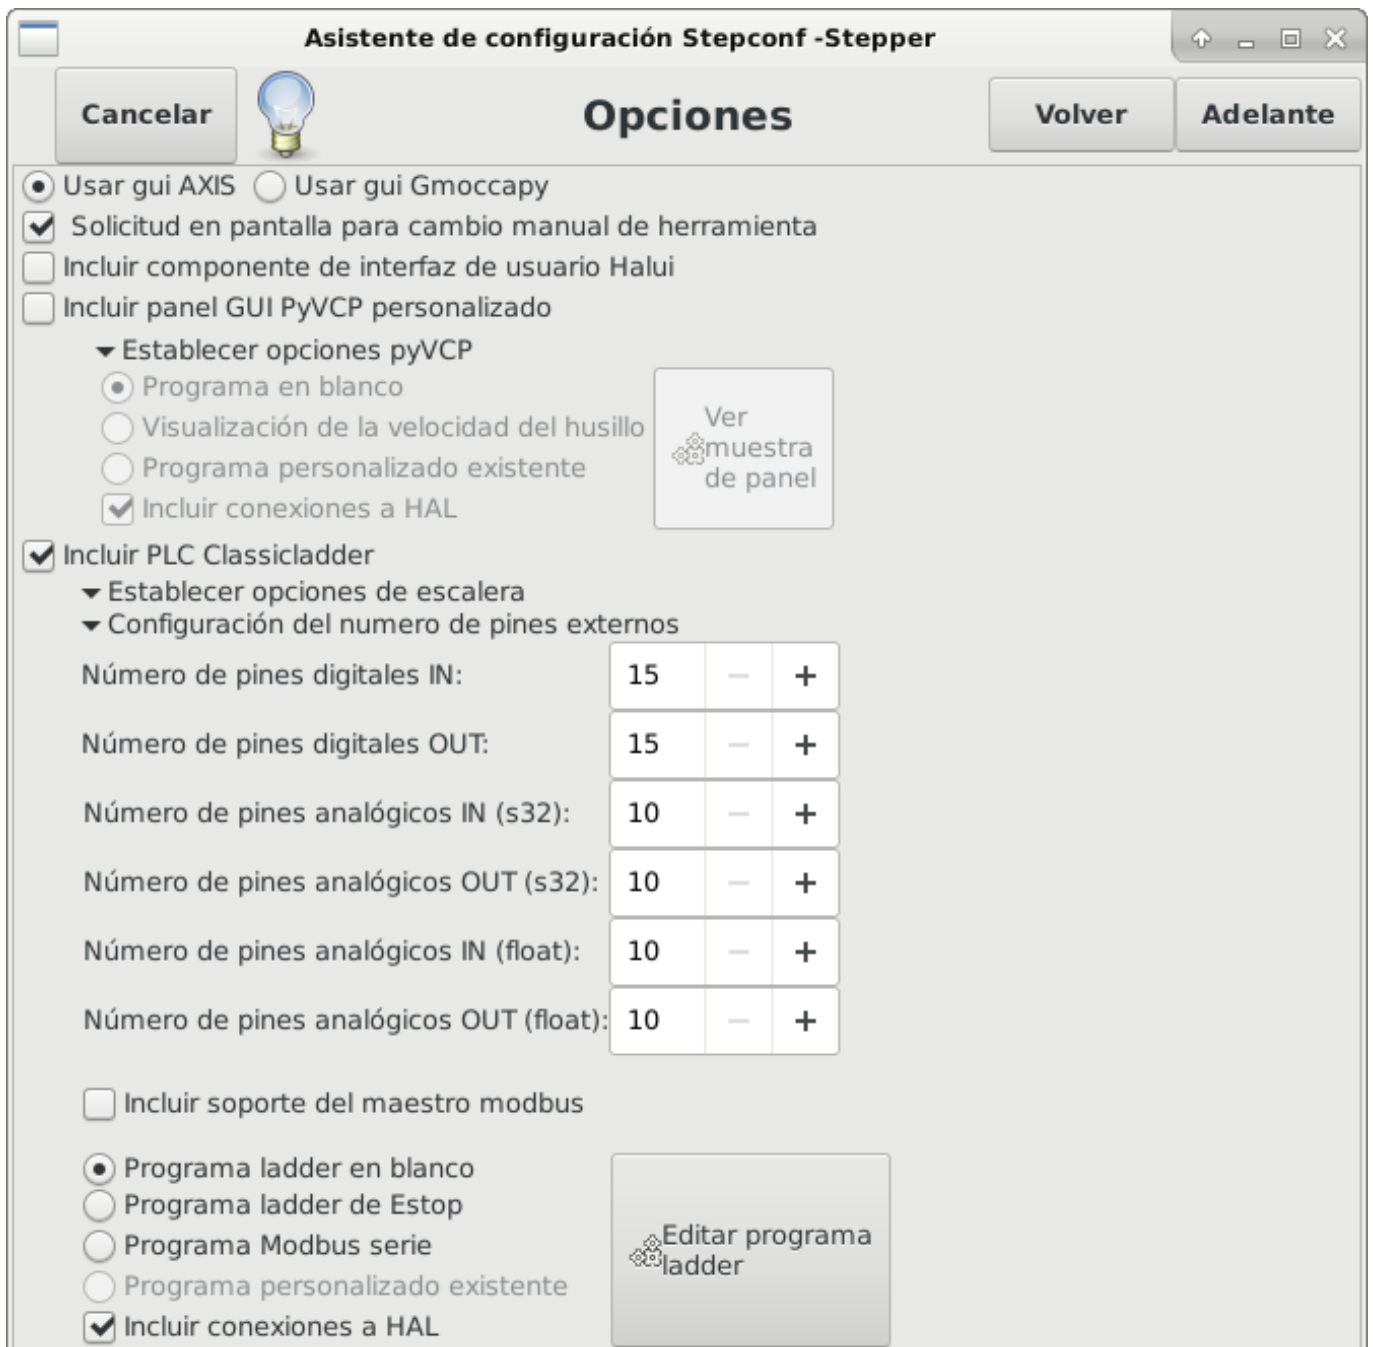 Asistente de configuración Stepconf -Stepper
Cancelar
Opciones
Volver
Adelante
Usar gui AXIS
Usar gui Gmoccapy
Solicitud en pantalla para cambio manual de herramienta
Incluir componente de interfaz de usuario Halui
Incluir panel GUI PyVCP personalizado
Establecer opciones pyVCP
Programa en blanco
Visualización de la velocidad del husillo
Programa personalizado existente
Incluir conexiones a HAL
Ver
muestra
de panel
Incluir PLC Classicladder
Establecer opciones de escalera
Configuración del numero de pines externos
Número de pines digitales IN: 15 − +
Número de pines digitales OUT: 15 − +
Número de pines analógicos IN (s32): 10 − +
Número de pines analógicos OUT (s32): 10 − +
Número de pines analógicos IN (float): 10 − +
Número de pines analógicos OUT (float): 10 − +
Incluir soporte del maestro modbus
Programa ladder en blanco
Programa ladder de Estop
Programa Modbus serie
Programa personalizado existente
Incluir conexiones a HAL
Editar programa
ladder